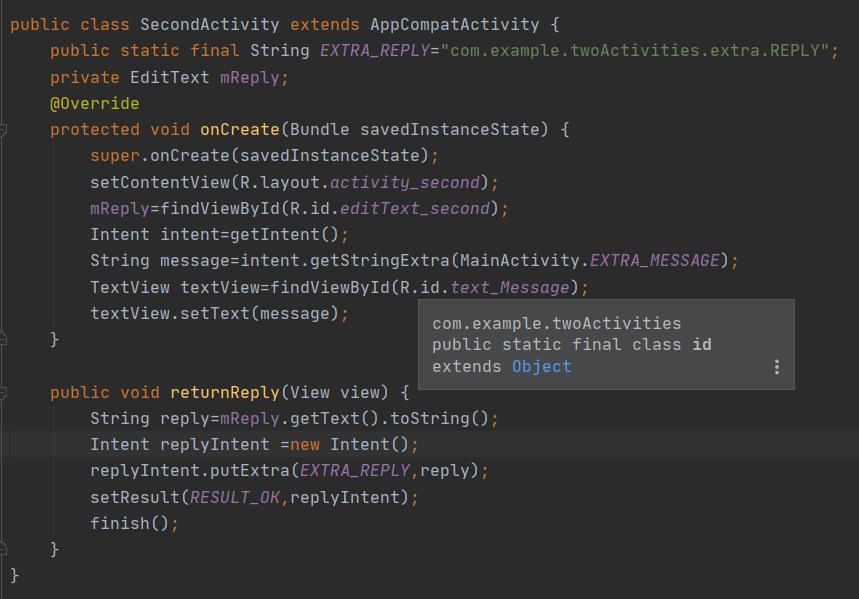 public class SecondActivity extends AppCompatActivity {
    public static final String EXTRA_REPLY="com.example.twoActivities.extra.REPLY";
    private EditText mReply;
    @Override
    protected void onCreate(Bundle savedInstanceState) {
        super.onCreate(savedInstanceState);
        setContentView(R.layout.activity_second);
        mReply=findViewById(R.id.editText_second);
        Intent intent=getIntent();
        String message=intent.getStringExtra(MainActivity.EXTRA_MESSAGE);
        TextView textView=findViewById(R.id.text_Message);
        textView.setText(message);
    }
com.example.twoActivities
public static final class id
extends Object
    public void returnReply(View view) {
        String reply=mReply.getText().toString();
        Intent replyIntent =new Intent();
        replyIntent.putExtra(EXTRA_REPLY,reply);
        setResult(RESULT_OK,replyIntent);
        finish();
    }
}